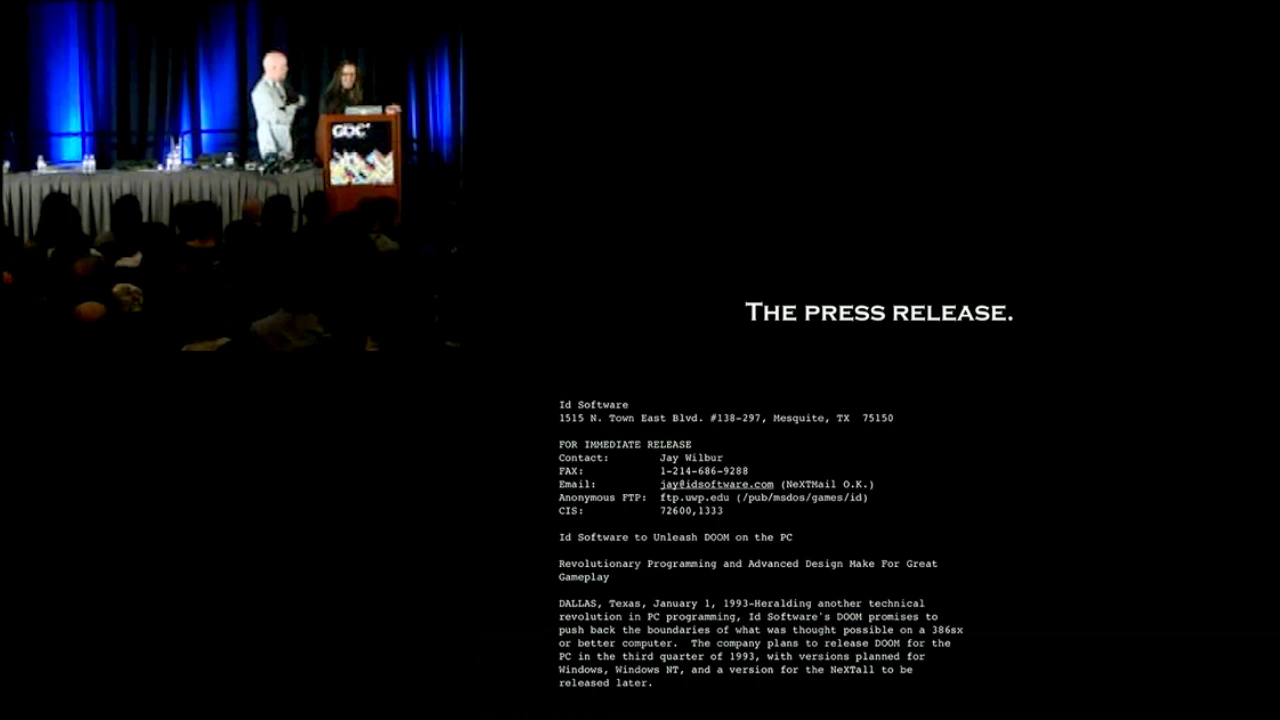 GDC
THE PRESS RELEASE.
Id Software
1515 N. Town East Blvd. #138-297, Mesquite, TX 75150
FOR IMMEDIATE RELEASE
Contact: Jay Wilbur
FAX: 1-214-686-9288
Email: jay@idsoftware.com (NeXTMail O.K.)
Anonymous FTP: ftp.uwp.edu (/pub/msdos/games/id)
CIS: 72600,1333
Id Software to Unleash DOOM on the PC
Revolutionary Programming and Advanced Design Make For Great
Gameplay
DALLAS, Texas, January 1, 1993-Heralding another technical
revolution in PC programming, Id Software's DOOM promises to
push back the boundaries of what was thought possible on a 386sx
or better computer. The company plans to release DOOM for the
PC in the third quarter of 1993, with versions planned for
Windows, Windows NT, and a version for the NeXTall to be
released later.